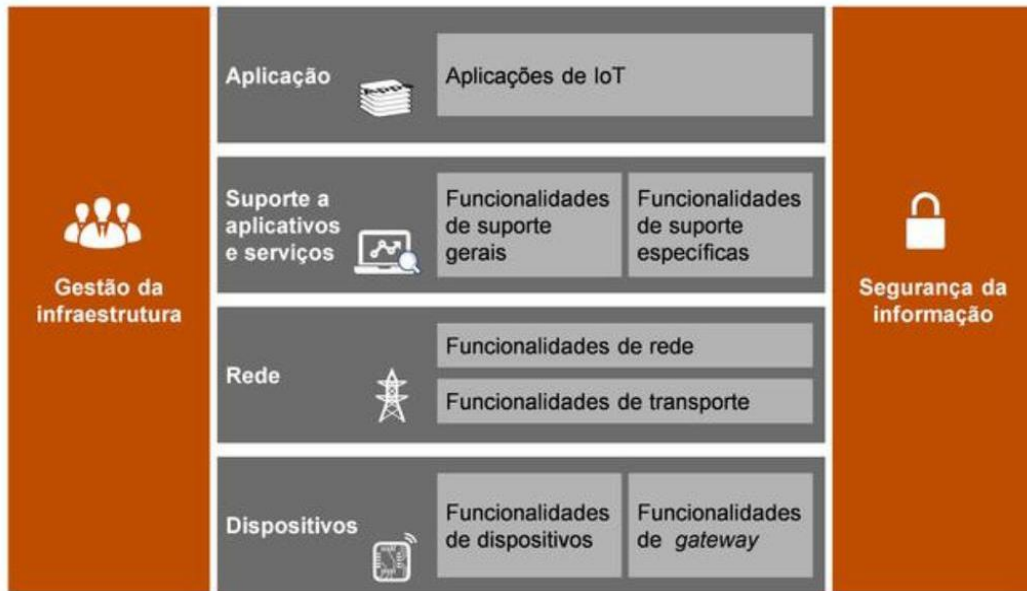 Gestão da
infraestrutura
Aplicação
Aplicações de IoT
Suporte a
aplicativos
e serviços
Funcionalidades
de suporte
gerais
Funcionalidades
de suporte
específicas
Rede
Funcionalidades de rede
Funcionalidades de transporte
Dispositivos
Funcionalidades
de dispositivos
Funcionalidades
de gateway
Segurança da
informação